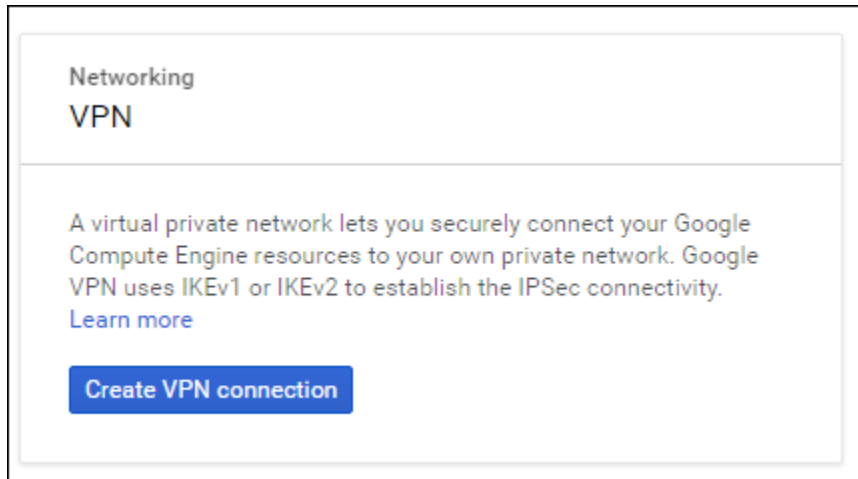 Networking
VPN
A virtual private network lets you securely connect your Google
Compute Engine resources to your own private network. Google
VPN uses IKEv1 or IKEv2 to establish the IPSec connectivity.
Learn more
Create VPN connection